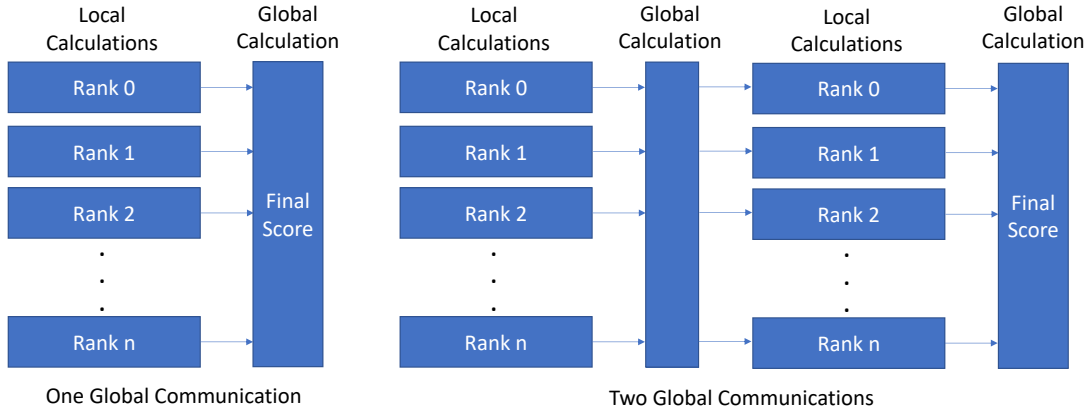 Local
Calculations
Global
Calculation
Rank 0
Rank 1
Rank 2
.
.
.
Rank n
Final
Score
One Global Communication
Local
Calculations
Global
Calculation
Local
Calculations
Global
Calculation
Rank 0
Rank 1
Rank 2
.
.
.
Rank n
Rank 0
Rank 1
Rank 2
.
.
.
Rank n
Final
Score
Two Global Communications